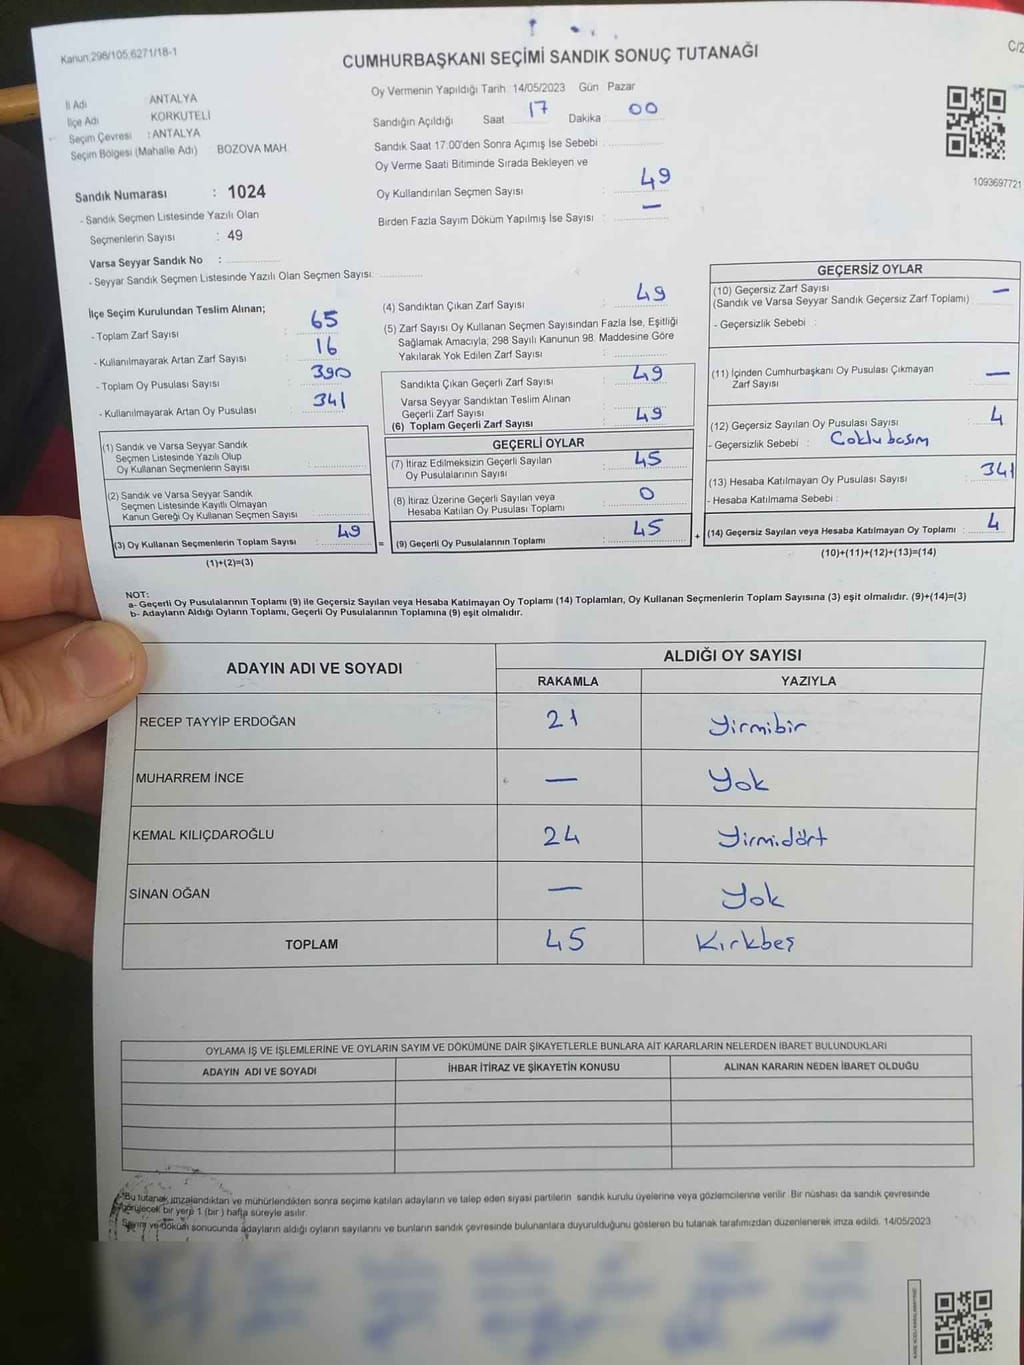 Kanun;298/105,6271/18-1
C/2
CUMHURBAŞKANI SEÇİMİ SANDIK SONUÇ TUTANAĞI
İl Adı ANTALYA
İlçe Adı KORKUTELİ
Seçim Çevresi : ANTALYA
Seçim Bölgesi (Mahalle Adı) : BOZOVA MAH.
Oy Vermenin Yapıldığı Tarih 14/05/2023 Gün Pazar
Sandığın Açıldığı Saat 17 Dakika 00
Sandık Saat 17:00'den Sonra Açımış İse Sebebi :
Oy Verme Saati Bitiminde Sırada Bekleyen ve
Oy Kullandırılan Seçmen Sayısı : 49
Birden Fazla Sayım Döküm Yapılmış İse Sayısı : —
1093697721
Sandık Numarası : 1024
- Sandık Seçmen Listesinde Yazılı Olan
Seçmenlerin Sayısı : 49
Varsa Seyyar Sandık No :
- Seyyar Sandık Seçmen Listesinde Yazılı Olan Seçmen Sayısı:
İlçe Seçim Kurulundan Teslim Alınan;
- Toplam Zarf Sayısı : 65
- Kullanılmayarak Artan Zarf Sayısı : 16
- Toplam Oy Pusulası Sayısı : 390
- Kullanılmayarak Artan Oy Pusulası : 341
(1) Sandık ve Varsa Seyyar Sandık
Seçmen Listesinde Yazılı Olup
Oy Kullanan Seçmenlerin Sayısı :
(2) Sandık ve Varsa Seyyar Sandık
Seçmen Listesinde Kayıtlı Olmayan
Kanun Gereği Oy Kullanan Seçmen Sayısı :
(3) Oy Kullanan Seçmenlerin Toplam Sayısı : 49
(1)+(2)=(3)
(4) Sandıktan Çıkan Zarf Sayısı : 49
(5) Zarf Sayısı Oy Kullanan Seçmen Sayısından Fazla İse, Eşitliği
Sağlamak Amacıyla; 298 Sayılı Kanunun 98. Maddesine Göre
Yakılarak Yok Edilen Zarf Sayısı :
Sandıkta Çıkan Geçerli Zarf Sayısı : 49
Varsa Seyyar Sandıktan Teslim Alınan
Geçerli Zarf Sayısı :
(6) Toplam Geçerli Zarf Sayısı : 49
GEÇERLİ OYLAR
(7) İtiraz Edilmeksizin Geçerli Sayılan
Oy Pusulalarının Sayısı : 45
(8) İtiraz Üzerine Geçerli Sayılan veya
Hesaba Katılan Oy Pusulası Toplamı : 0
= (9) Geçerli Oy Pusulalarının Toplamı : 45
GEÇERSİZ OYLAR
(10) Geçersiz Zarf Sayısı : —
(Sandık ve Varsa Seyyar Sandık Geçersiz Zarf Toplamı)
- Geçersizlik Sebebi :
(11) İçinden Cumhurbaşkanı Oy Pusulası Çıkmayan
Zarf Sayısı : —
(12) Geçersiz Sayılan Oy Pusulası Sayısı : 4
- Geçersizlik Sebebi : Çoklu basım
(13) Hesaba Katılmayan Oy Pusulası Sayısı : 341
- Hesaba Katılmama Sebebi :
+ (14) Geçersiz Sayılan veya Hesaba Katılmayan Oy Toplamı : 4
(10)+(11)+(12)+(13)=(14)
NOT:
a- Geçerli Oy Pusulalarının Toplamı (9) ile Geçersiz Sayılan veya Hesaba Katılmayan Oy Toplamı (14) Toplamları, Oy Kullanan Seçmenlerin Toplam Sayısına (3) eşit olmalıdır. (9)+(14)=(3)
b- Adayların Aldığı Oyların Toplamı, Geçerli Oy Pusulalarının Toplamına (9) eşit olmalıdır.
ADAYIN ADI VE SOYADI ALDIĞI OY SAYISI
RAKAMLA YAZIYLA
RECEP TAYYİP ERDOĞAN 21 Yirmibir
MUHARREM İNCE — Yok
KEMAL KILIÇDAROĞLU 24 Yirmidört
SİNAN OĞAN — Yok
TOPLAM 45 Kırkbeş
OYLAMA İŞ VE İŞLEMLERİNE VE OYLARIN SAYIM VE DÖKÜMÜNE DAİR ŞİKAYETLERLE BUNLARA AİT KARARLARIN NELERDEN İBARET BULUNDUKLARI
ADAYIN ADI VE SOYADI İHBAR İTİRAZ VE ŞİKAYETİN KONUSU ALINAN KARARIN NEDEN İBARET OLDUĞU
*Bu tutanak imzalandıktan ve mühürlendikten sonra seçime katılan adayların ve talep eden siyasi partilerin sandık kurulu üyelerine veya gözlemcilerine verilir. Bir nüshası da sandık çevresinde
görülecek bir yere 1 (bir) hafta süreyle asılır.
Sayım ve döküm sonucunda adayların aldığı oyların sayılarını ve bunların sandık çevresinde bulunanlara duyurulduğunu gösteren bu tutanak tarafımızdan düzenlenerek imza edildi. 14/05/2023